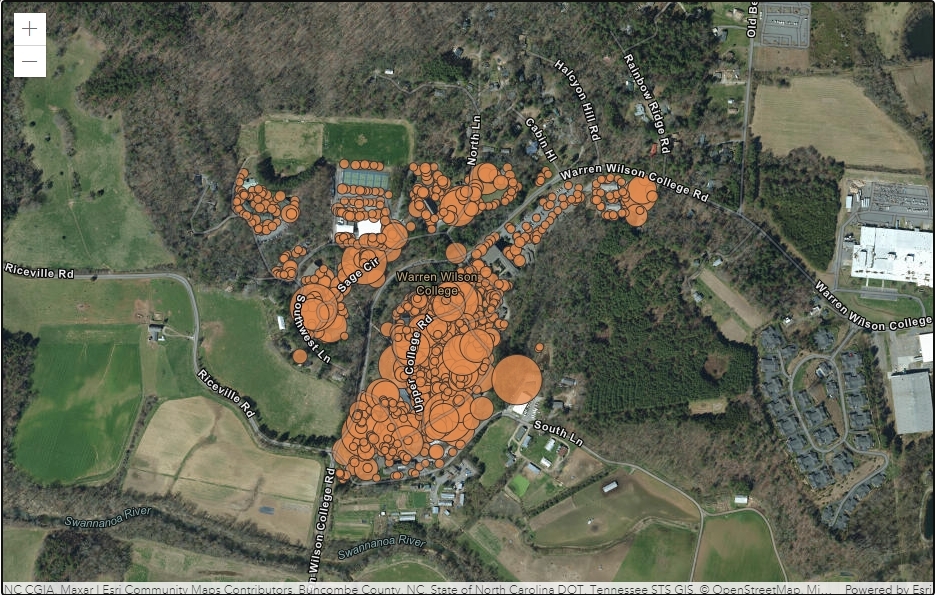 +
−
Old Be
Halcyon Hill Rd
Rainbow Ridge Rd
North Ln
Cabin Hl
Warren Wilson College Rd
Riceville Rd
Sage Cir
Warren Wilson
College
Southwest Ln
Upper College Rd
Warren Wilson College
Riceville Rd
South Ln
n Wilson College Rd
Swannanoa River
Swannanoa River
NC CGIA, Maxar | Esri Community Maps Contributors, Buncombe County, NC, State of North Carolina DOT, Tennessee STS GIS, © OpenStreetMap, Mi... Powered by Esri